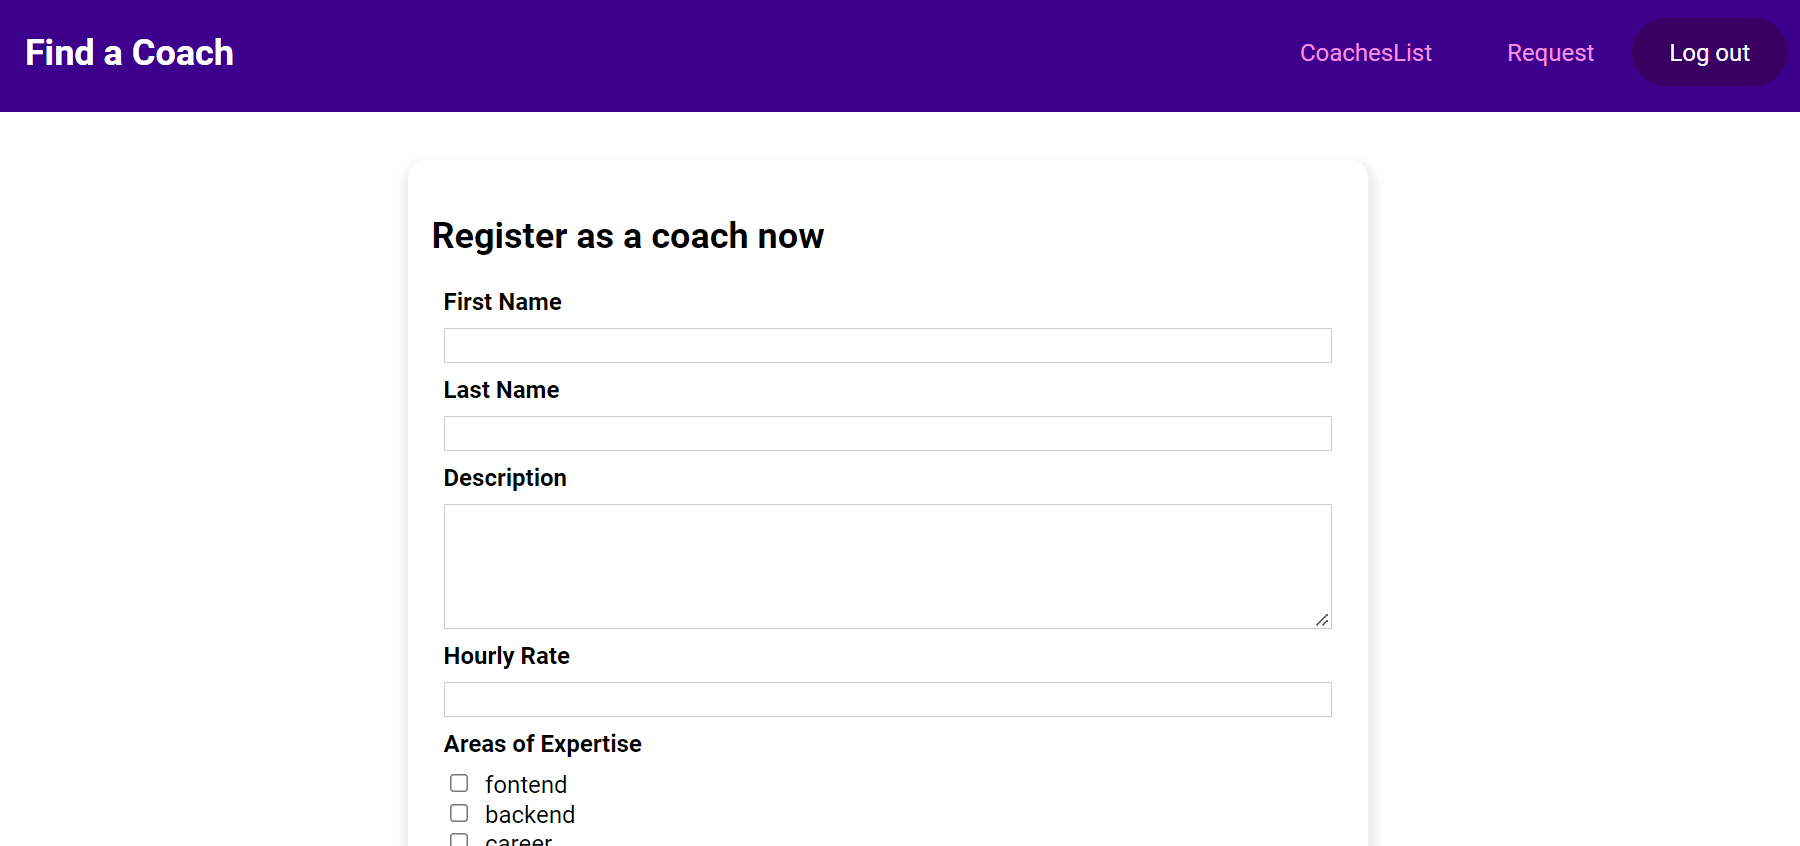 Find a Coach
CoachesList
Request
Log out
Register as a coach now
First Name
Last Name
Description
Hourly Rate
Areas of Expertise
fontend
backend
career